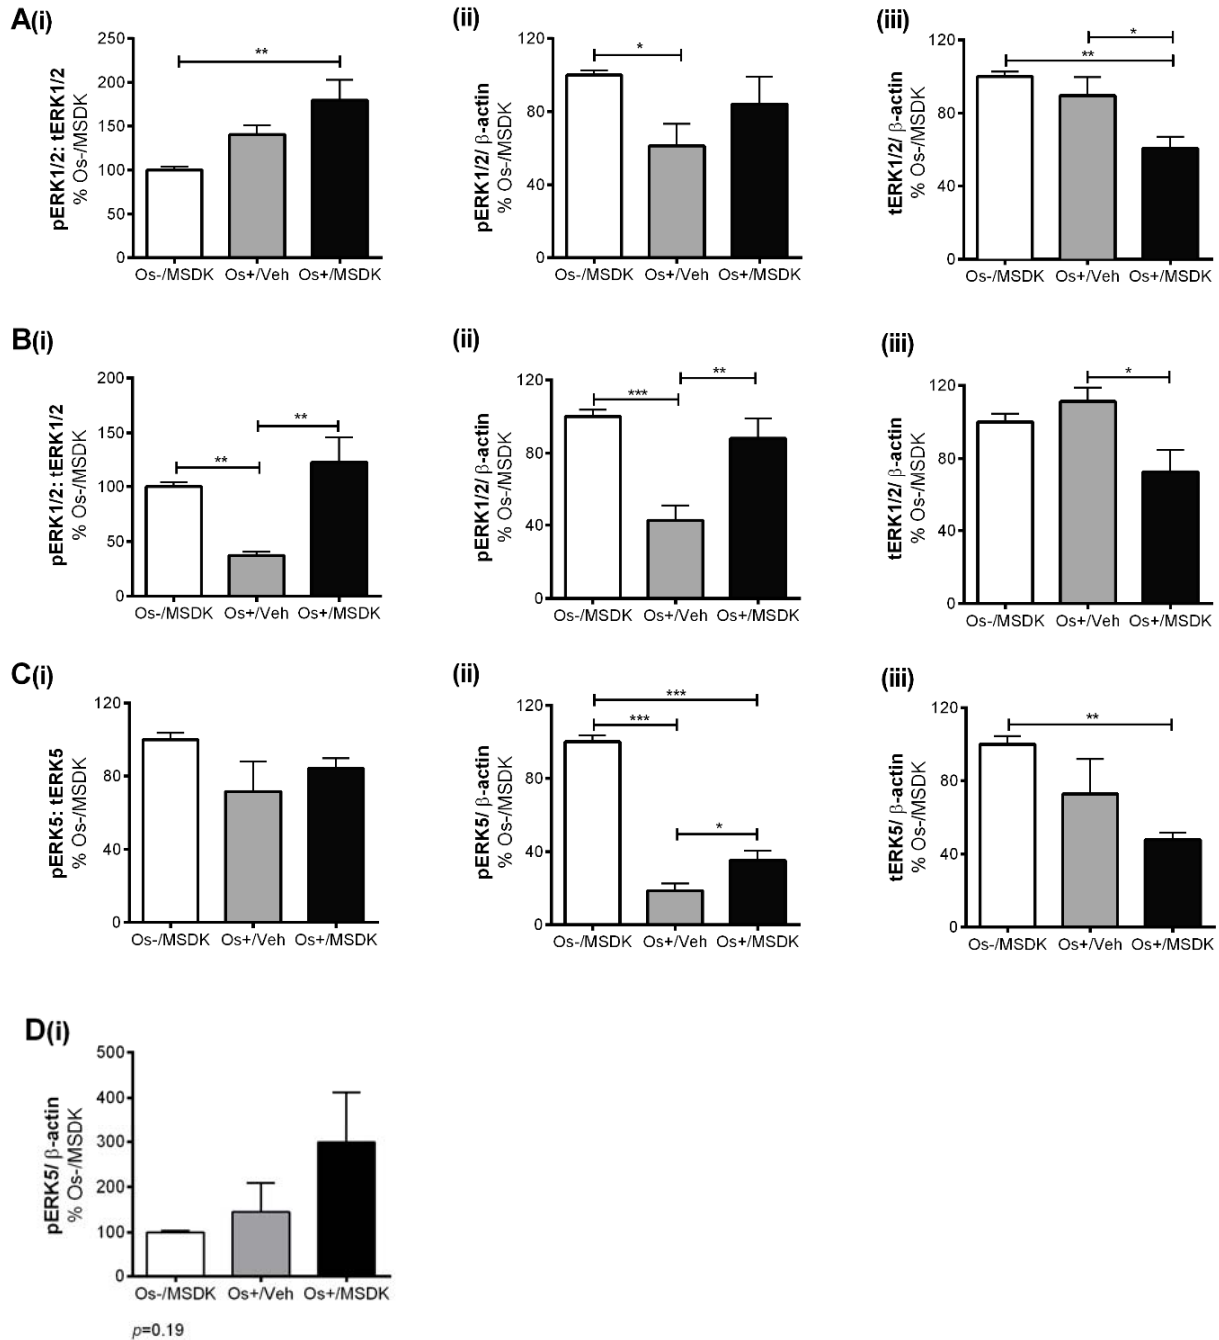 A(i)
pERK1/2: tERK1/2
% Os-/MSDK
250
200
150
100
50
0
**
Os-/MSDK Os+/Veh Os+/MSDK
(ii)
pERK1/2/ β-actin
% Os-/MSDK
120
80
40
0
*
Os-/MSDK Os+/Veh Os+/MSDK
(iii)
tERK1/2/ β-actin
% Os-/MSDK
120
80
40
0
*
**
Os-/MSDK Os+/Veh Os+/MSDK
B(i)
pERK1/2: tERK1/2
% Os-/MSDK
200
150
100
50
0
**
**
Os-/MSDK Os+/Veh Os+/MSDK
(ii)
pERK1/2/ β-actin
% Os-/MSDK
120
80
40
0
**
***
Os-/MSDK Os+/Veh Os+/MSDK
(iii)
tERK1/2/ β-actin
% Os-/MSDK
120
80
40
0
*
Os-/MSDK Os+/Veh Os+/MSDK
C(i)
pERK5: tERK5
% Os-/MSDK
120
80
40
0
Os-/MSDK Os+/Veh Os+/MSDK
(ii)
pERK5/ β-actin
% Os-/MSDK
120
80
40
0
***
***
*
Os-/MSDK Os+/Veh Os+/MSDK
(iii)
tERK5/ β-actin
% Os-/MSDK
120
80
40
0
**
Os-/MSDK Os+/Veh Os+/MSDK
D(i)
pERK5/ β-actin
% Os-/MSDK
500
400
300
200
100
0
Os-/MSDK Os+/Veh Os+/MSDK
p=0.19